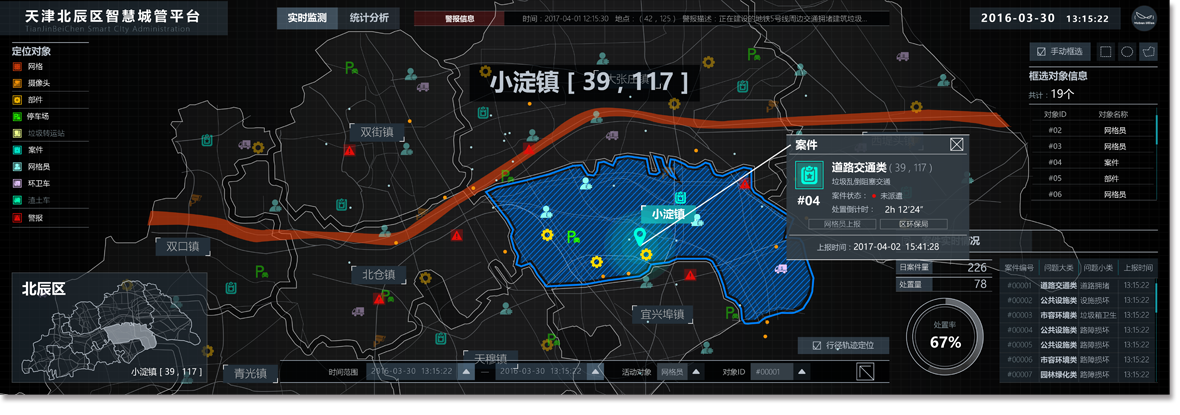 天津北辰区智慧城管平台
TianJinBeiChen Smart City Administration
实时监测
统计分析
警报信息
时间：2017-04-01 12:15:30 地点：( 42 , 125 ) 警报描述：正在建设的地铁5号线周边交通拥堵建筑垃圾...
2016-03-30 13:15:22
定位对象
网格
摄像头
部件
停车场
垃圾转运站
案件
网格员
环卫车
渣土车
警报
手动框选
框选对象信息
共计：19个
对象ID 对象名称
#02 网格员
#03 网格员
#04 案件
#05 部件
#06 网格员
小淀镇 [ 39 , 117 ]
大张庄镇
双街镇
小淀镇
双口镇
北仓镇
宜兴埠镇
天穆镇
青光镇
案件
#04
道路交通类 ( 39 , 117 )
垃圾乱倒阻塞交通
案件状态： 未派遣
处置倒计时： 2h 12'24"
网格员上报
区环保局
上报时间：2017-04-02 15:41:28
日案件量 226
处置量 78
处置率
67%
案件编号 问题大类 问题小类 上报时间
#00001 道路交通类 道路拥堵 13:15:22
#00002 公共设施类 设施损坏 13:15:22
#00003 市容环境类 垃圾箱卫生 13:15:22
#00004 公共设施类 路障损坏 13:15:22
#00005 公共设施类 路障损坏 13:15:22
#00006 市容环境类 路障损坏 13:15:22
#00007 园林绿化类 路障损坏 13:15:22
北辰区
小淀镇 [ 39 , 117 ]
行径轨迹定位
时间范围 2016-03-30 13:15:22 — 2016-03-30 13:15:22 活动对象 网格员 对象ID #00001